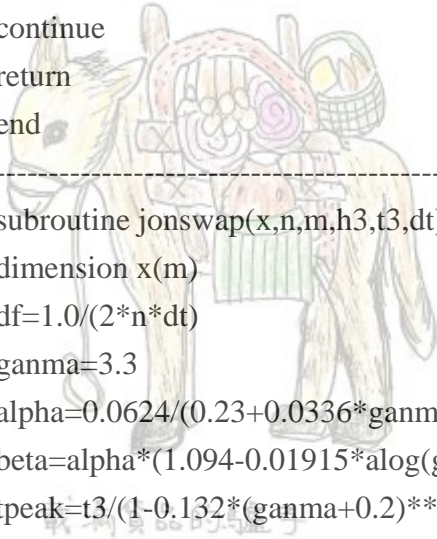 continue
return
end
--------------------------------------------
subroutine jonswap(x,n,m,h3,t3,dt)
dimension x(m)
df=1.0/(2*n*dt)
ganma=3.3
alpha=0.0624/(0.23+0.0336*ganm
beta=alpha*(1.094-0.01915*alog(g
tpeak=t3/(1-0.132*(ganma+0.2)**